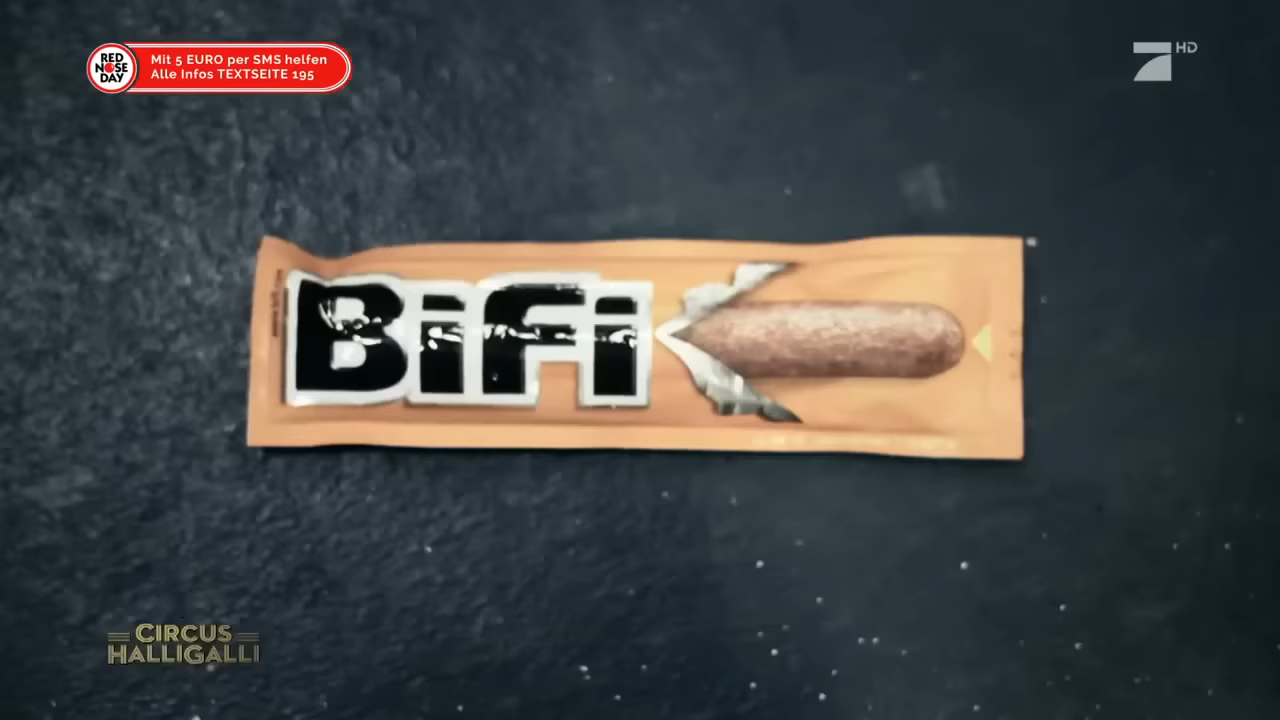 RED
NOSE
DAY
Mit 5 EURO per SMS helfen
Alle Infos TEXTSEITE 195
HD
BiFi
CIRCUS
HALLIGALLI